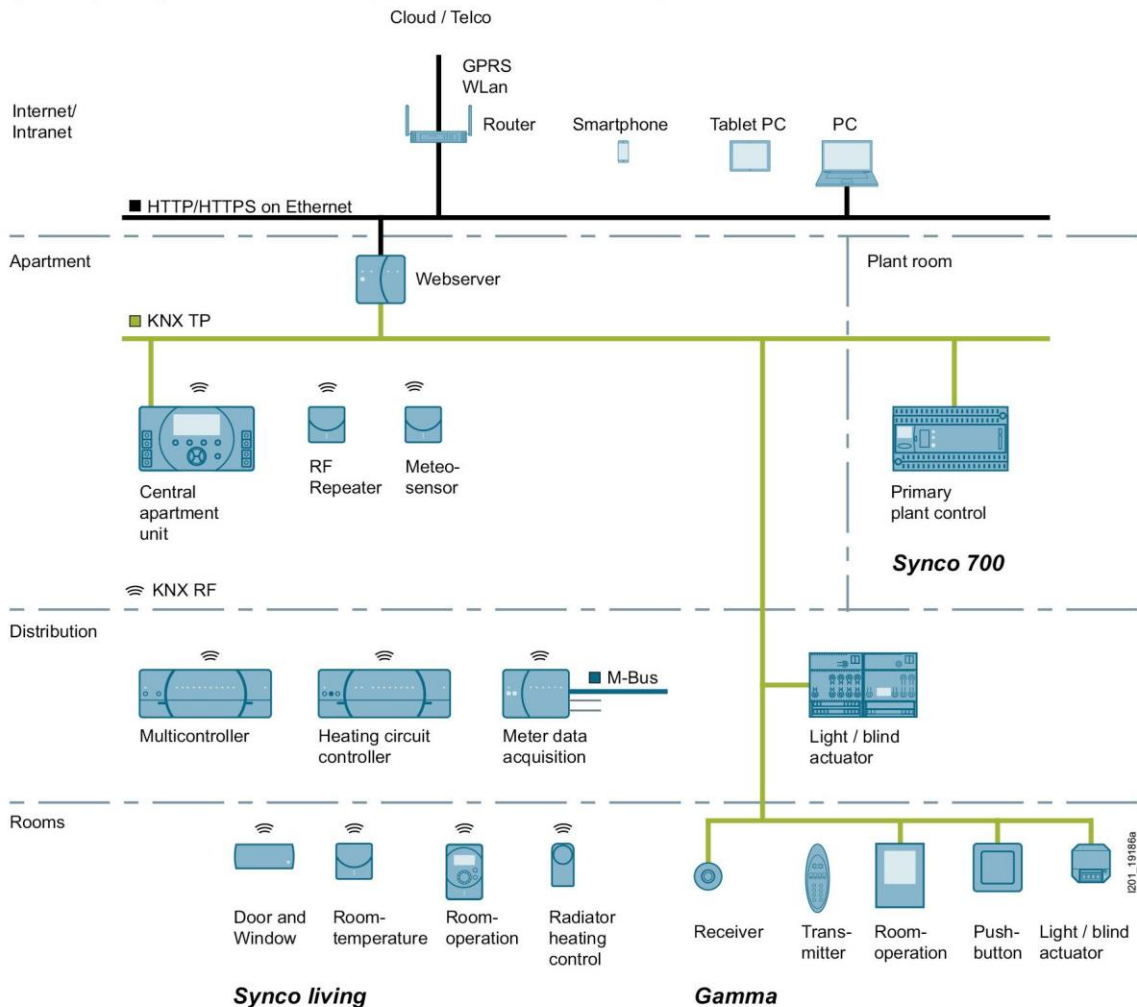 Cloud / Telco
GPRS
WLan
Internet/
Intranet
Router
Smartphone
Tablet PC
PC
HTTP/HTTPS on Ethernet
Apartment
Webserver
Plant room
KNX TP
Central
apartment
unit
RF
Repeater
Meteo-
sensor
Primary
plant control
Synco 700
KNX RF
Distribution
M-Bus
Multicontroller
Heating circuit
controller
Meter data
acquisition
Light / blind
actuator
Rooms
I201_19186a
Door and
Window
Room-
temperature
Room-
operation
Radiator
heating
control
Receiver
Trans-
mitter
Room-
operation
Push-
button
Light / blind
actuator
Synco living
Gamma